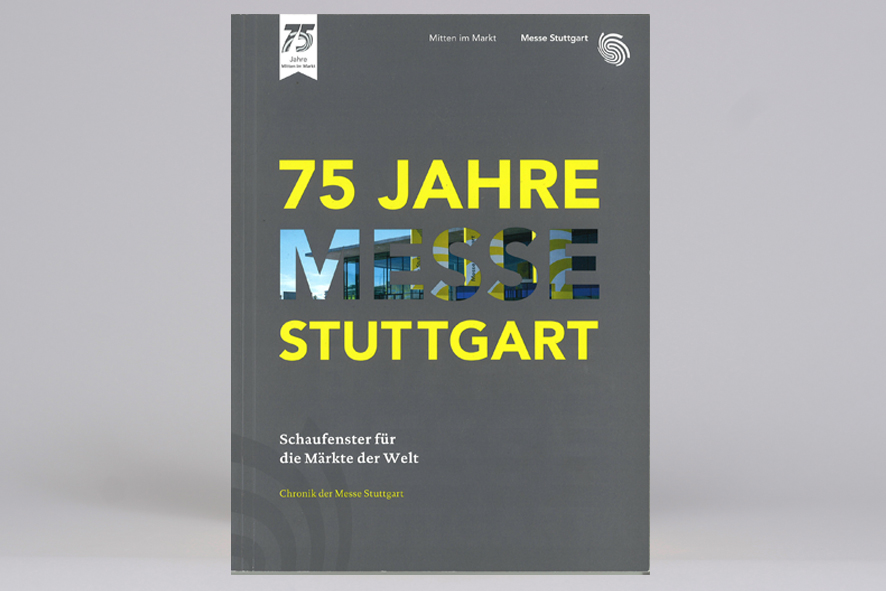 75
Jahre
Mitten im Markt
Mitten im Markt Messe Stuttgart
75 JAHRE
MESSE
STUTTGART
Schaufenster für
die Märkte der Welt
Chronik der Messe Stuttgart